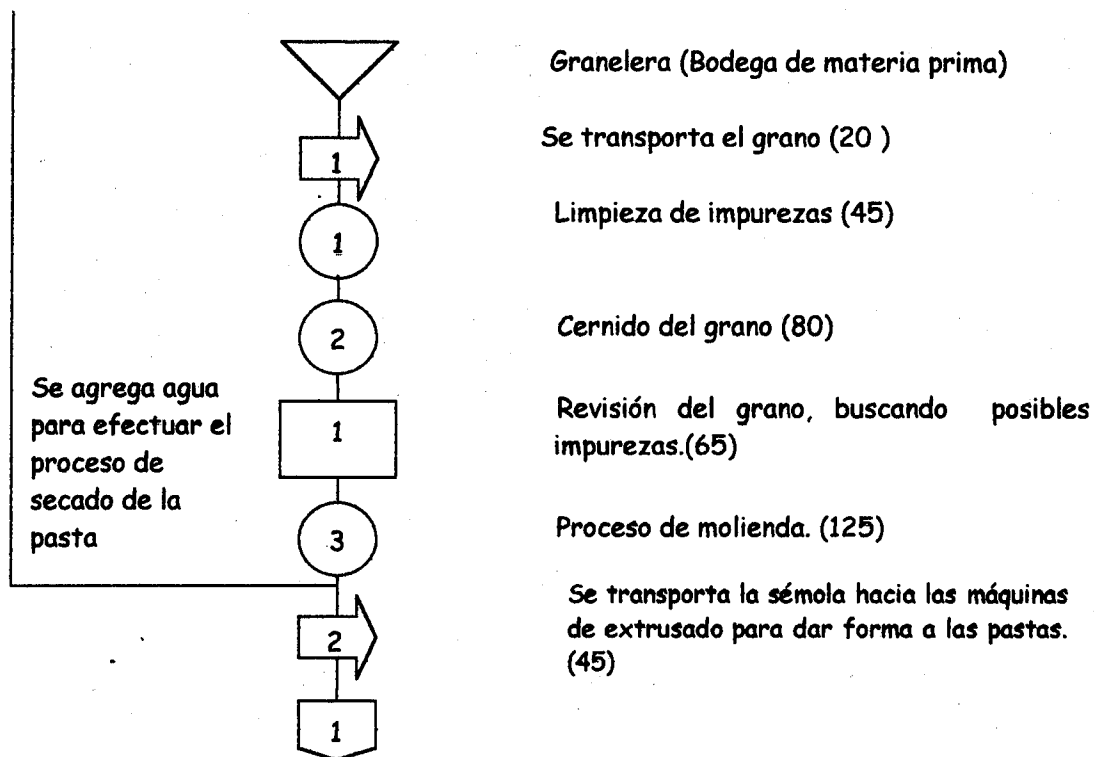 Granelera (Bodega de materia prima)
1
Se transporta el grano (20 )
1
Limpieza de impurezas (45)
2
Cernido del grano (80)
Se agrega agua
para efectuar el
proceso de
secado de la
pasta
1
Revisión del grano, buscando posibles
impurezas.(65)
3
Proceso de molienda. (125)
2
Se transporta la sémola hacia las máquinas
de extrusado para dar forma a las pastas.
(45)
1